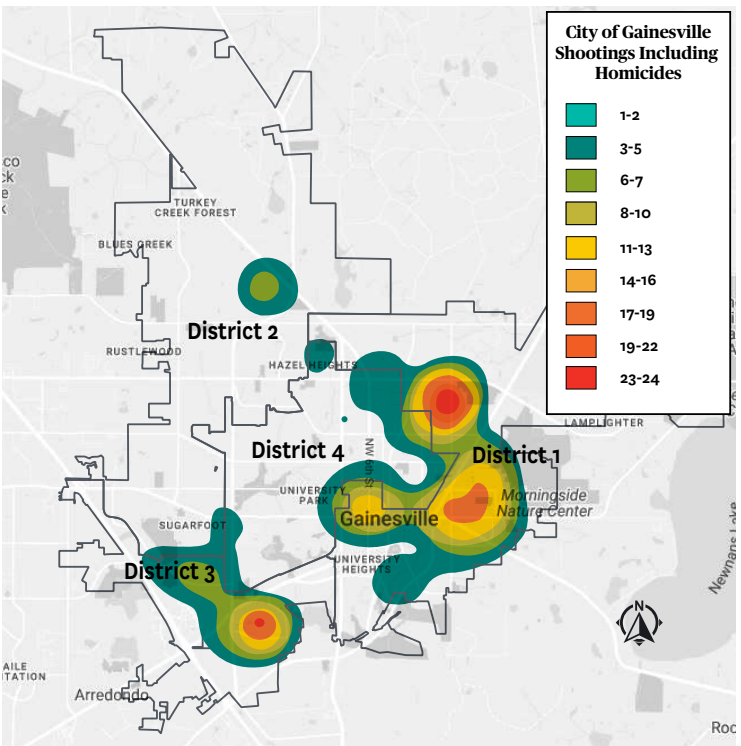 City of Gainesville
Shootings Including
Homicides
1-2
3-5
6-7
8-10
11-13
14-16
17-19
19-22
23-24
TURKEY
CREEK FOREST
BLUES CREEK
District 2
RUSTLEWOOD
HAZEL HEIGHTS
LAMPLIGHTER
District 4
NW 6th St
District 1
UNIVERSITY
PARK
Morningside
Nature Center
Gainesville
SUGARFOOT
UNIVERSITY
HEIGHTS
District 3
Newnans Lake
N
Arredondo